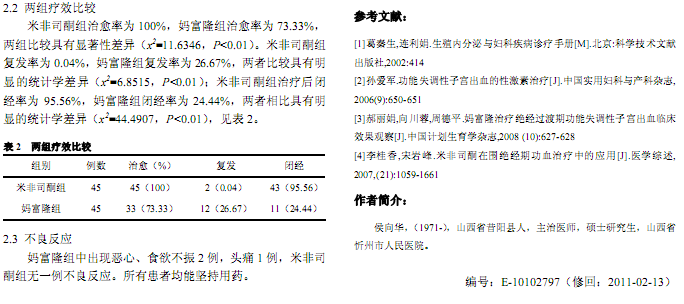 2.2 两组疗效比较
米非司酮组治愈率为 100%，妈富隆组治愈率为 73.33%，
两组比较具有显著性差异（x²=11.6346，P<0.01）。米非司酮组
复发率为 0.04%，妈富隆组复发率为 26.67%，两者比较具有明
显的统计学差异（x²=6.8515，P<0.01）；米非司酮治疗后闭
经率为 95.56%，妈富隆组闭经率为 24.44%，两者相比具有明
显的统计学差异（x²=44.4907，P<0.01），见表 2。
表 2 两组疗效比较
组别 例数 治愈（%） 复发 闭经
米非司酮组 45 45（100） 2（0.04） 43（95.56）
妈富隆组 45 33（73.33） 12（26.67） 11（24.44）
2.3 不良反应
妈富隆组中出现恶心、食欲不振 2 例，头痛 1 例，米非司
酮组无一例不良反应。所有患者均能坚持用药。
参考文献：
[1]葛秦生,连利娟.生殖内分泌与妇科疾病诊疗手册[M].北京:科学技术文献
出版社,2002:414
[2]孙爱军.功能失调性子宫出血的性激素治疗[J].中国实用妇科与产科杂志,
2006(9):650-651
[3]郝丽娟,向川蓉,周德平.妈富隆治疗绝经过渡期功能失调性子宫出血临床
效果观察[J].中国计划生育学杂志,2008 (10):627-628
[4]李桂香,宋岩峰.米非司酮在围绝经期功血治疗中的应用[J].医学综述,
2007,(21):1059-1661
作者简介：
侯向华，（1971-），山西省昔阳县人，主治医师，硕士研究生，山西省
忻州市人民医院。
编号：E-10102797（修回：2011-02-13）